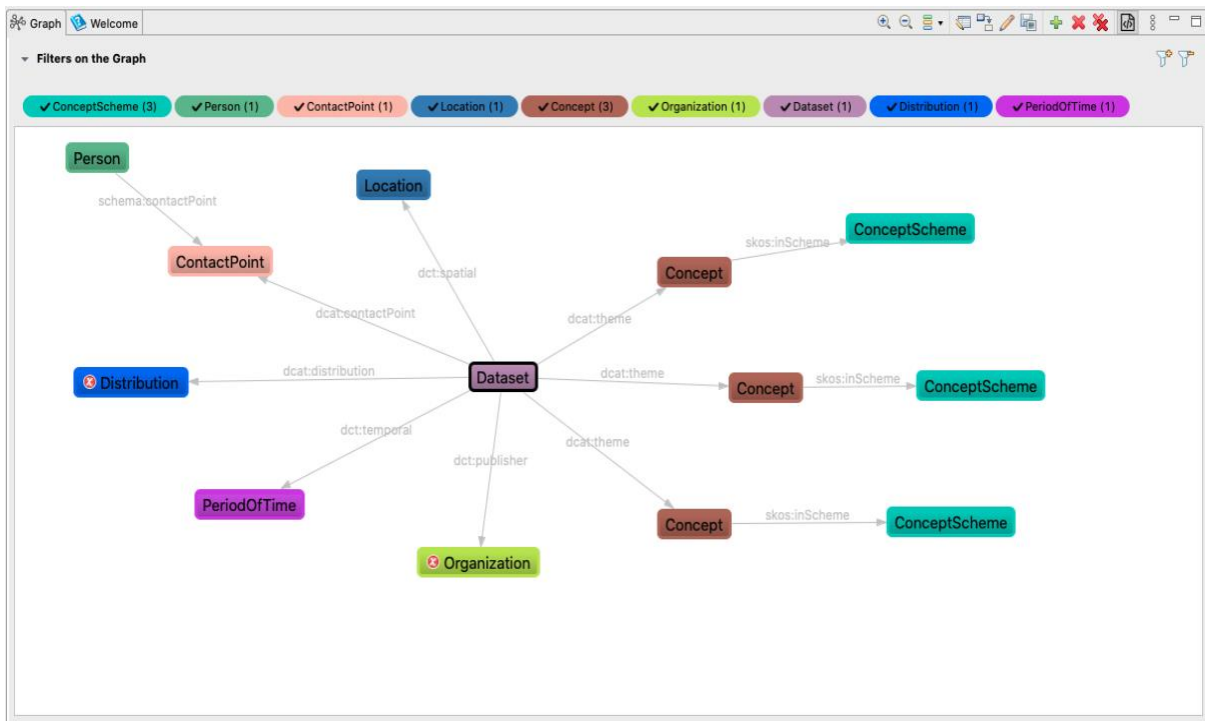 Graph Welcome
Filters on the Graph
ConceptScheme (3) Person (1) ContactPoint (1) Location (1) Concept (3) Organization (1) Dataset (1) Distribution (1) PeriodOfTime (1)
Person
Location
schema:contactPoint
ConceptScheme
skos:inScheme
ContactPoint
dct:spatial
Concept
dcat:contactPoint
dcat:theme
dcat:distribution
Dataset
dcat:theme
skos:inScheme
Distribution
Concept
ConceptScheme
dct:temporal
dcat:theme
dct:publisher
PeriodOfTime
skos:inScheme
Concept
ConceptScheme
Organization